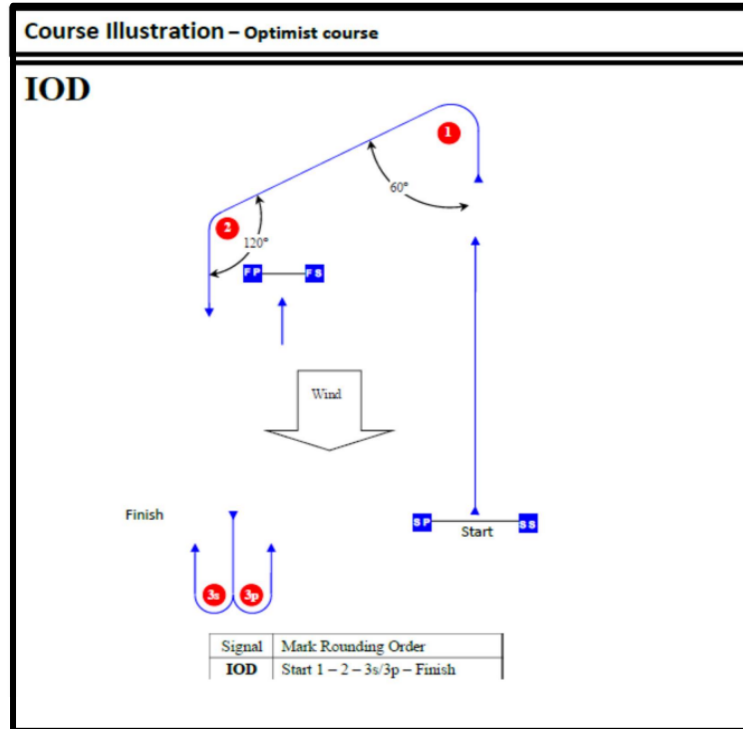 Course Illustration – Optimist course
IOD
1
60°
2
120°
FP FS
Wind
Finish
SP SS
Start
3s 3p
Signal Mark Rounding Order
IOD Start 1 – 2 – 3s/3p – Finish